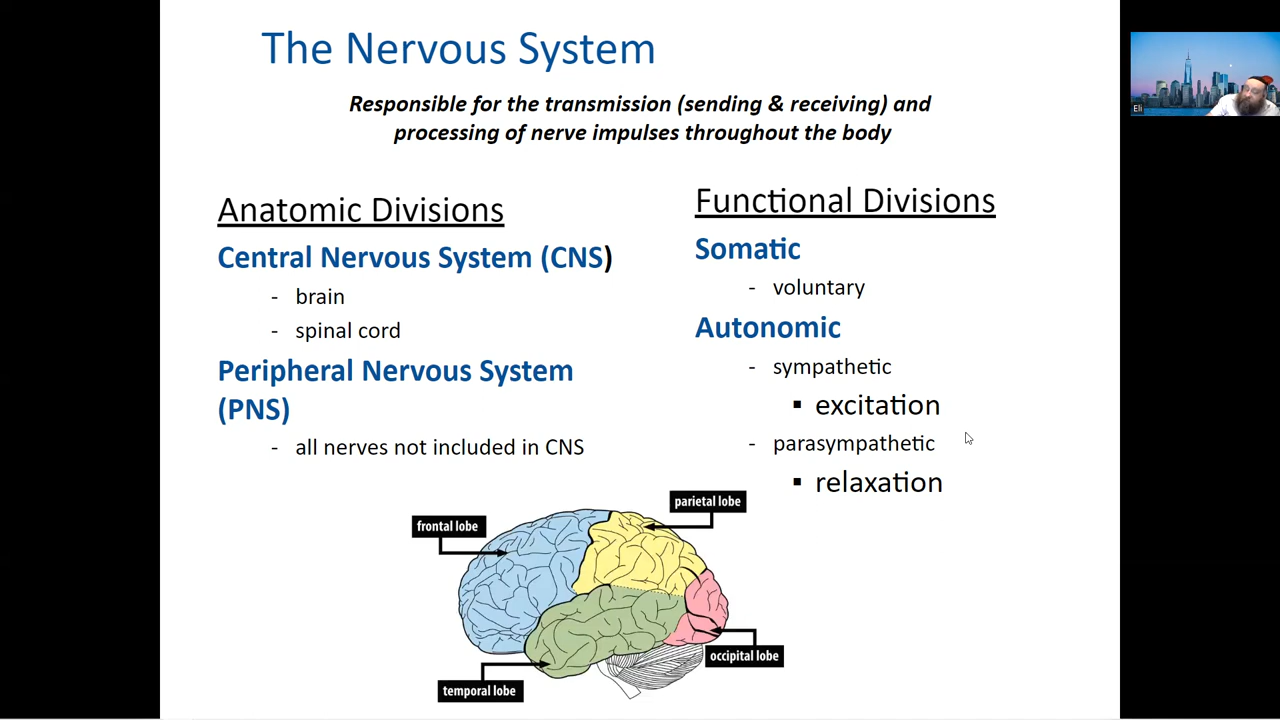 The Nervous System
Responsible for the transmission (sending & receiving) and
processing of nerve impulses throughout the body
Anatomic Divisions
Central Nervous System (CNS)
- brain
- spinal cord
Peripheral Nervous System
(PNS)
- all nerves not included in CNS
Functional Divisions
Somatic
- voluntary
Autonomic
- sympathetic
▪ excitation
- parasympathetic
▪ relaxation
parietal lobe
frontal lobe
occipital lobe
temporal lobe
Eli